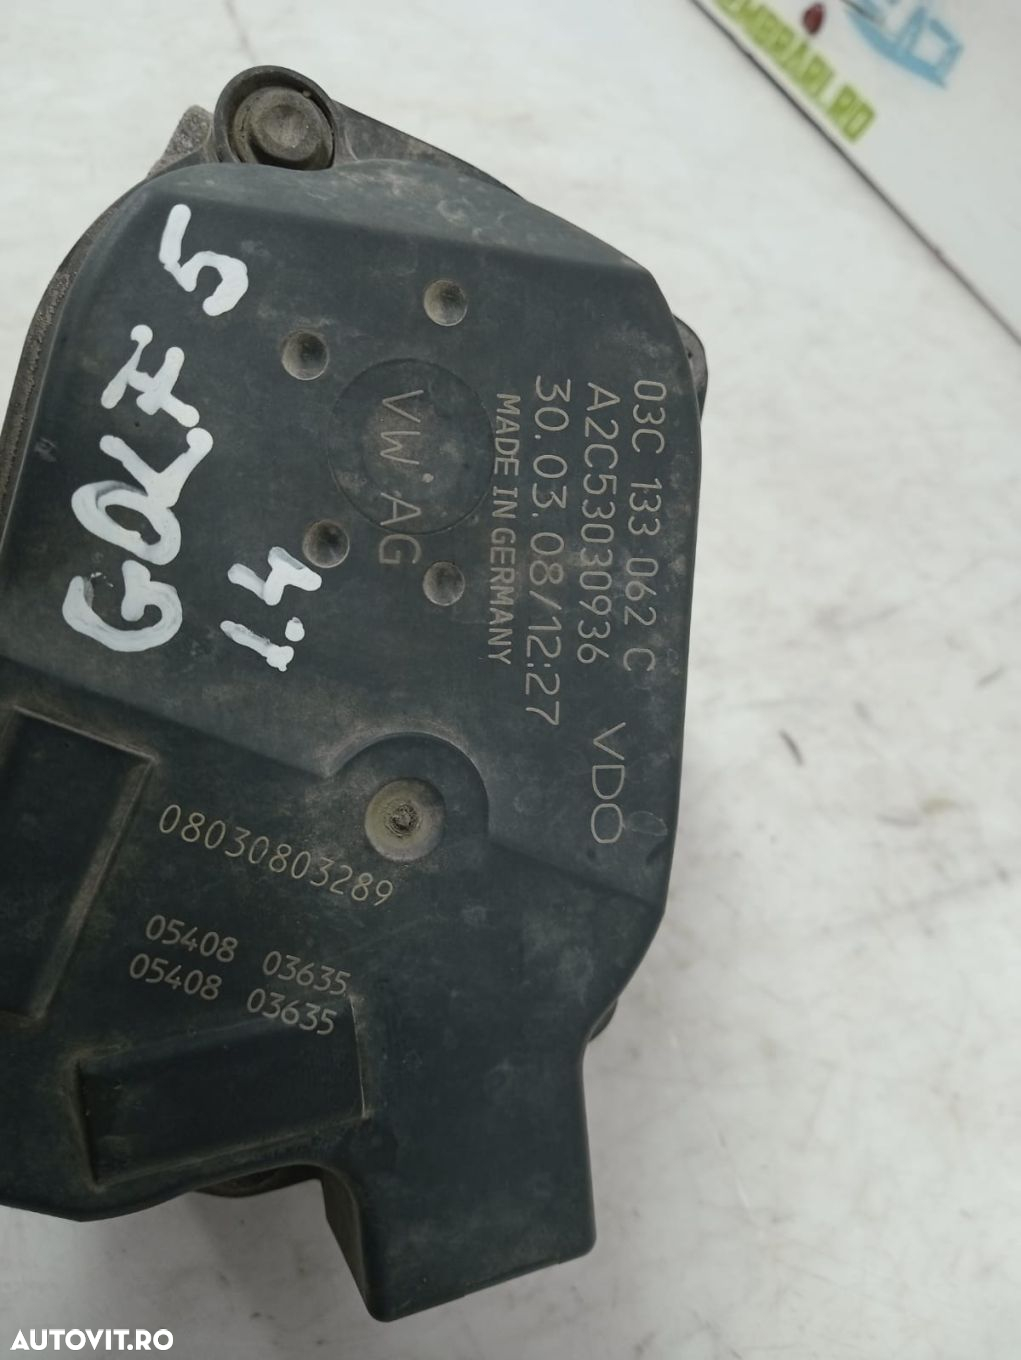 GOLF 5
1.4
03C 133 062 C
A2C53030936
30.03.08/12:27
MADE IN GERMANY
VW AG
VDO
08030803289
05408 03635
05408 03635
AUTOVIT.RO